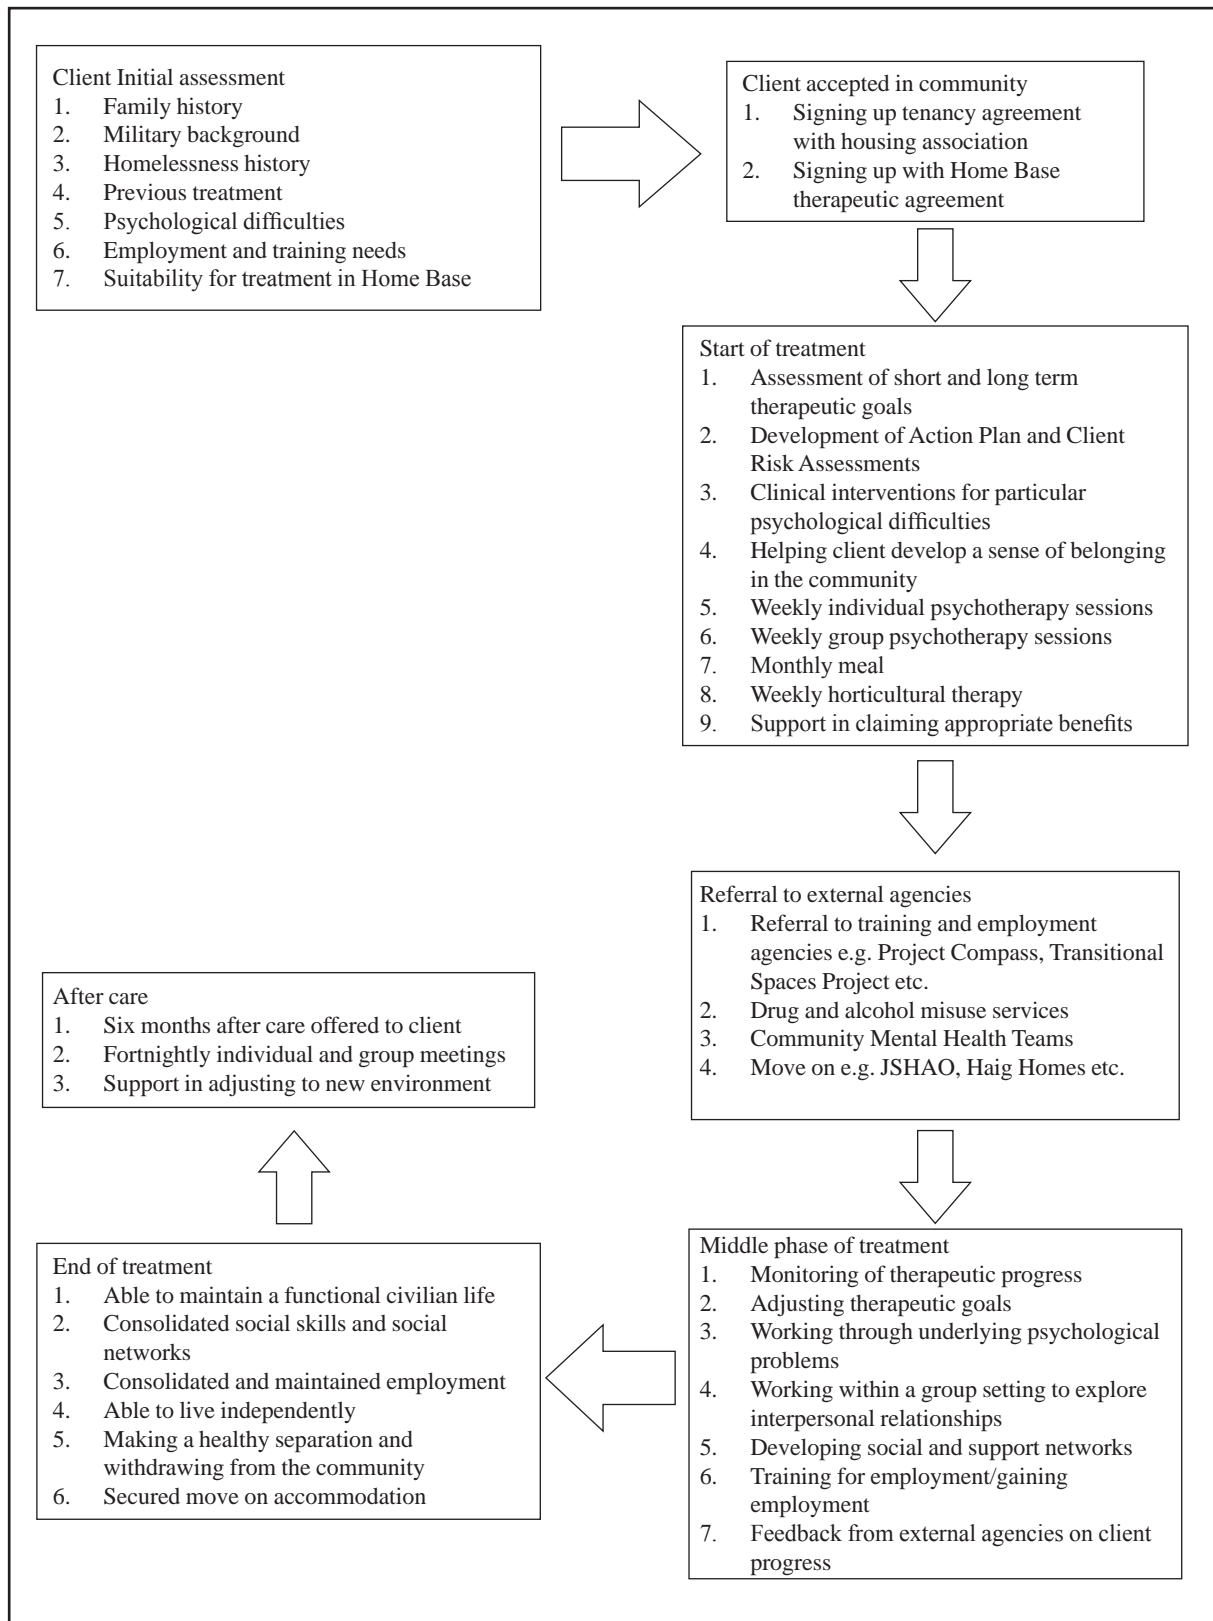 Client Initial assessment
1. Family history
2. Military background
3. Homelessness history
4. Previous treatment
5. Psychological difficulties
6. Employment and training needs
7. Suitability for treatment in Home Base
Client accepted in community
1. Signing up tenancy agreement
with housing association
2. Signing up with Home Base
therapeutic agreement
Start of treatment
1. Assessment of short and long term
therapeutic goals
2. Development of Action Plan and Client
Risk Assessments
3. Clinical interventions for particular
psychological difficulties
4. Helping client develop a sense of belonging
in the community
5. Weekly individual psychotherapy sessions
6. Weekly group psychotherapy sessions
7. Monthly meal
8. Weekly horticultural therapy
9. Support in claiming appropriate benefits
Referral to external agencies
1. Referral to training and employment
agencies e.g. Project Compass, Transitional
Spaces Project etc.
2. Drug and alcohol misuse services
3. Community Mental Health Teams
4. Move on e.g. JSHAO, Haig Homes etc.
Middle phase of treatment
1. Monitoring of therapeutic progress
2. Adjusting therapeutic goals
3. Working through underlying psychological
problems
4. Working within a group setting to explore
interpersonal relationships
5. Developing social and support networks
6. Training for employment/gaining
employment
7. Feedback from external agencies on client
progress
End of treatment
1. Able to maintain a functional civilian life
2. Consolidated social skills and social
networks
3. Consolidated and maintained employment
4. Able to live independently
5. Making a healthy separation and
withdrawing from the community
6. Secured move on accommodation
After care
1. Six months after care offered to client
2. Fortnightly individual and group meetings
3. Support in adjusting to new environment